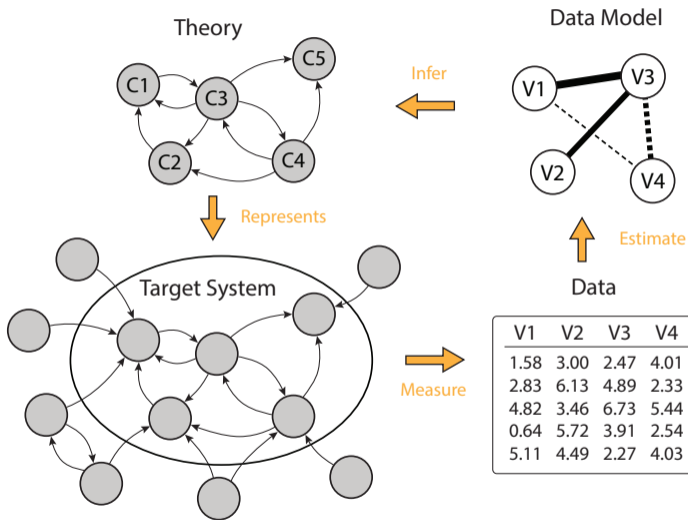 Theory
C1
C3
C5
C2
C4
Infer
Data Model
V1
V3
V2
V4
Represents
Estimate
Target System
Measure
Data
V1 V2 V3 V4
1.58 3.00 2.47 4.01
2.83 6.13 4.89 2.33
4.82 3.46 6.73 5.44
0.64 5.72 3.91 2.54
5.11 4.49 2.27 4.03